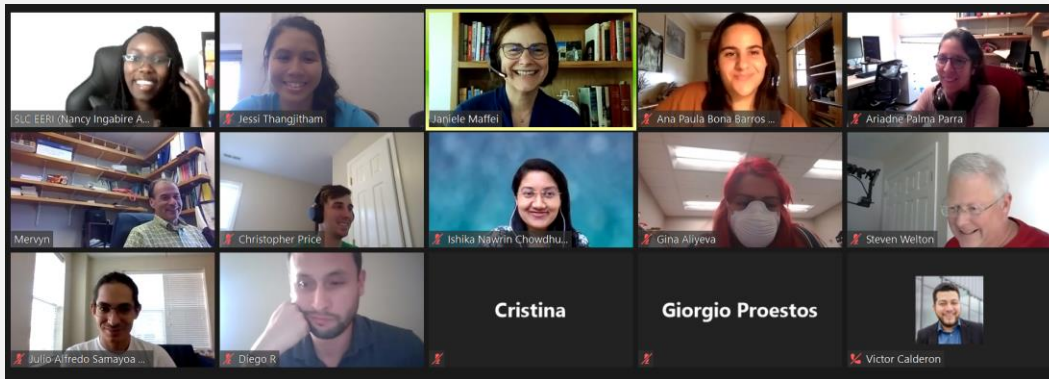 SLC EERI (Nancy Ingabire A...
Jessi Thangjitham
Janiele Maffei
Ana Paula Bona Barros ...
Ariadne Palma Parra
Mervyn
Christopher Price
Ishika Nawrin Chowdhu...
Gina Aliyeva
Steven Welton
Julio Alfredo Samayoa ...
Diego R
Cristina
Giorgio Proestos
Victor Calderon